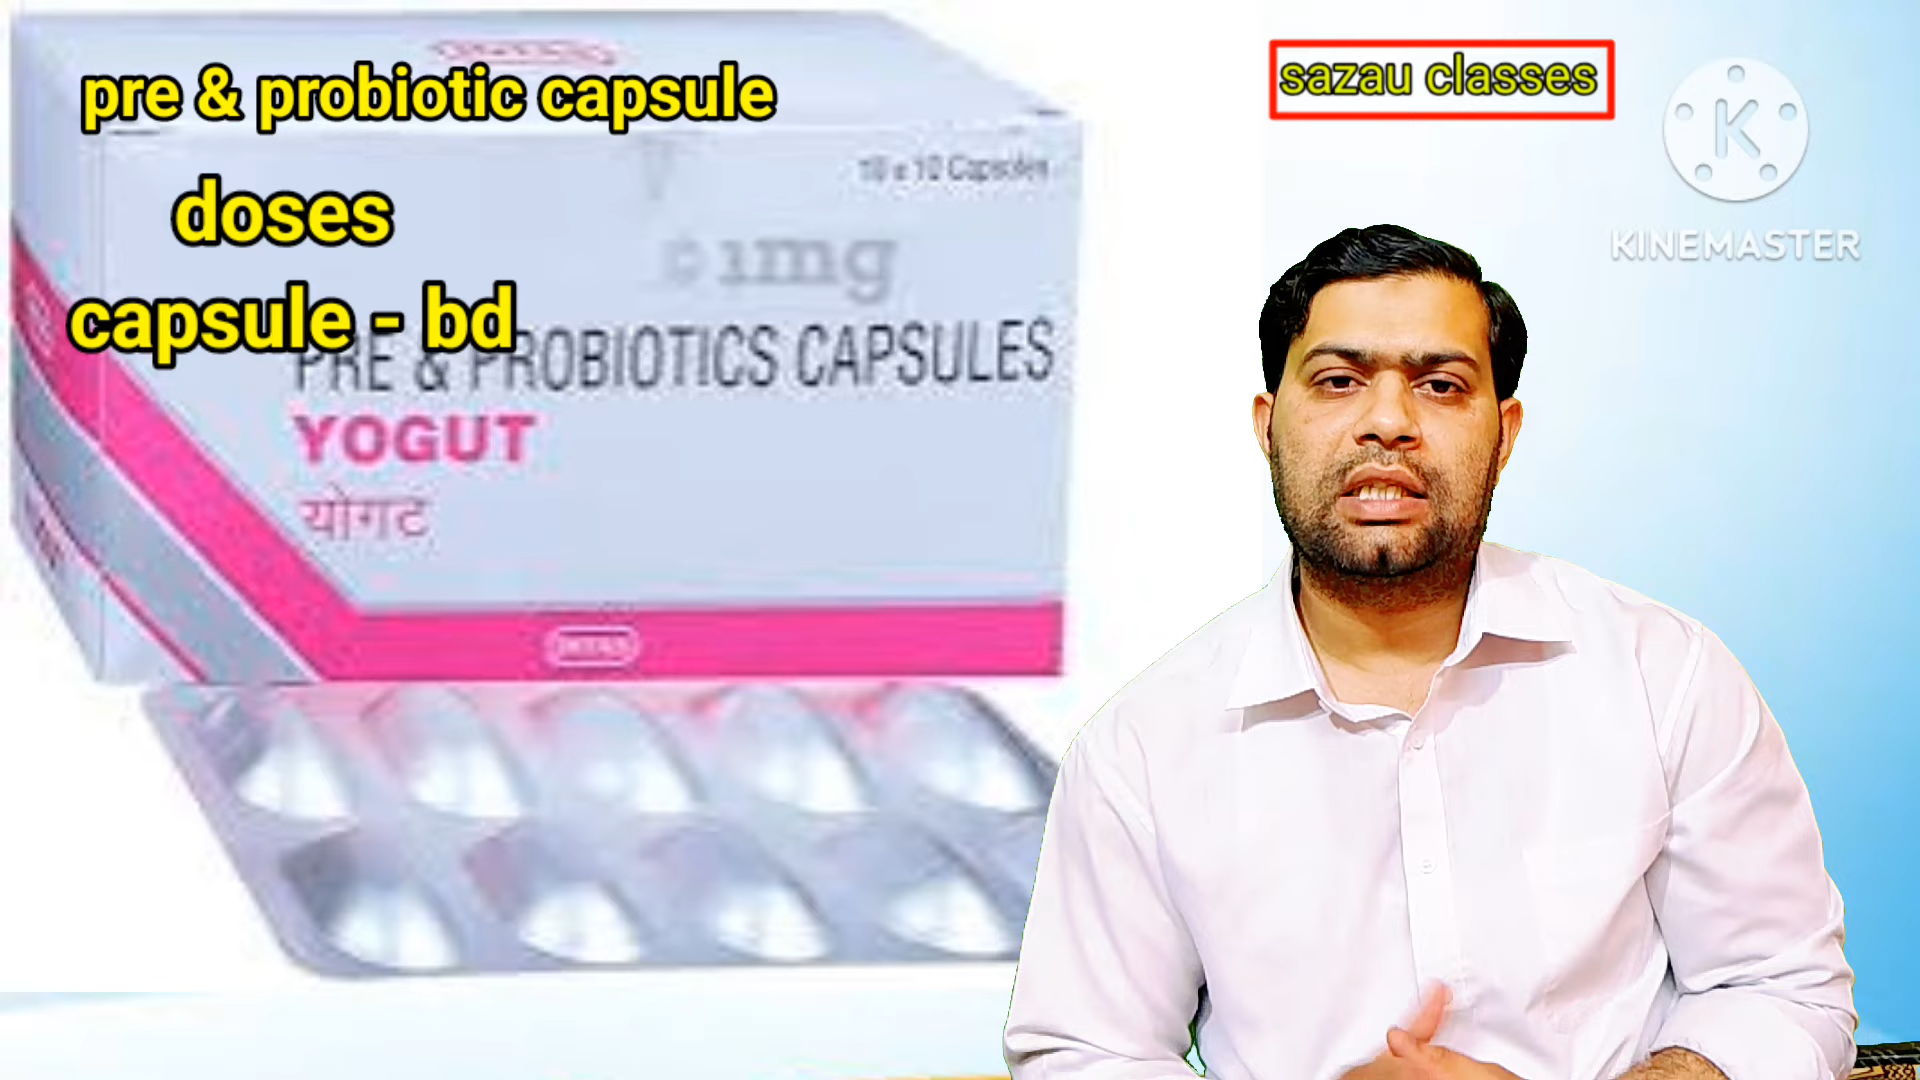 pre & probiotic capsule
sazau classes
K
KINEMASTER
10 x 10 Capsules
doses
1mg
capsule - bd
PRE & PROBIOTICS CAPSULES
YOGUT
योगट